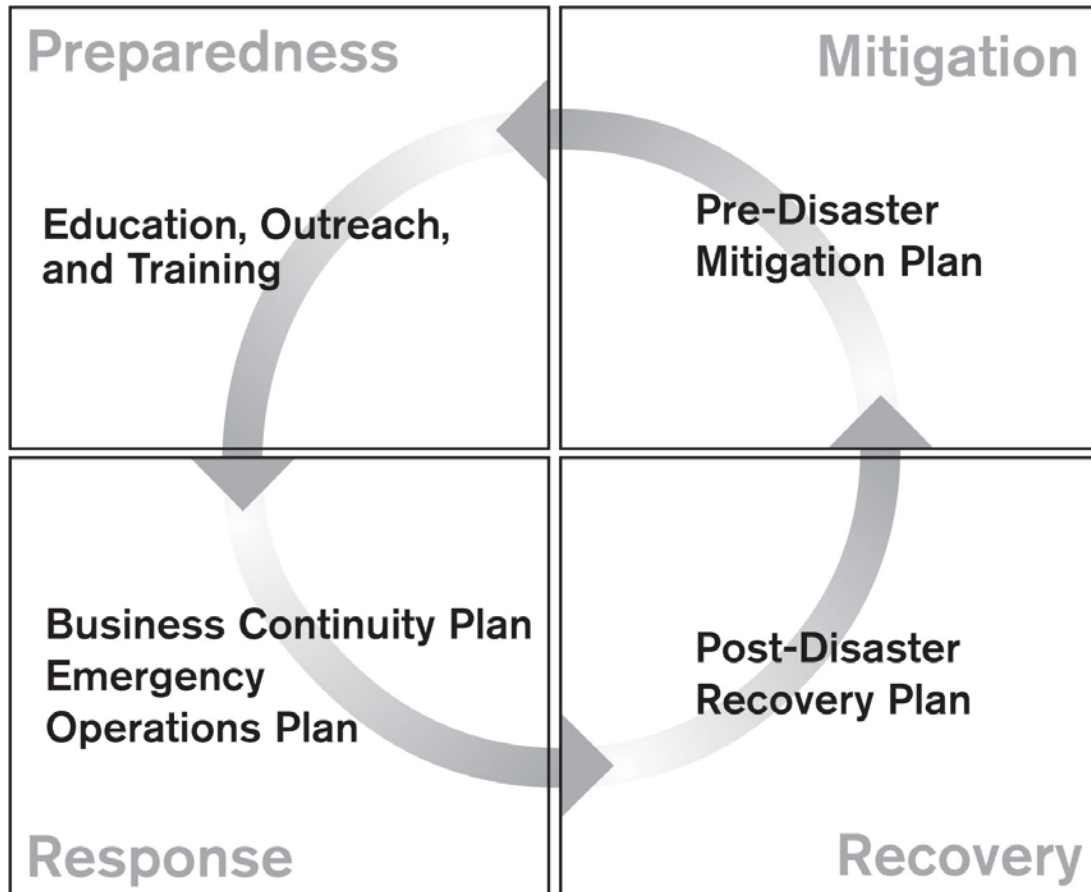 Preparedness
Education, Outreach,
and Training
Mitigation
Pre-Disaster
Mitigation Plan
Business Continuity Plan
Emergency
Operations Plan
Response
Post-Disaster
Recovery Plan
Recovery